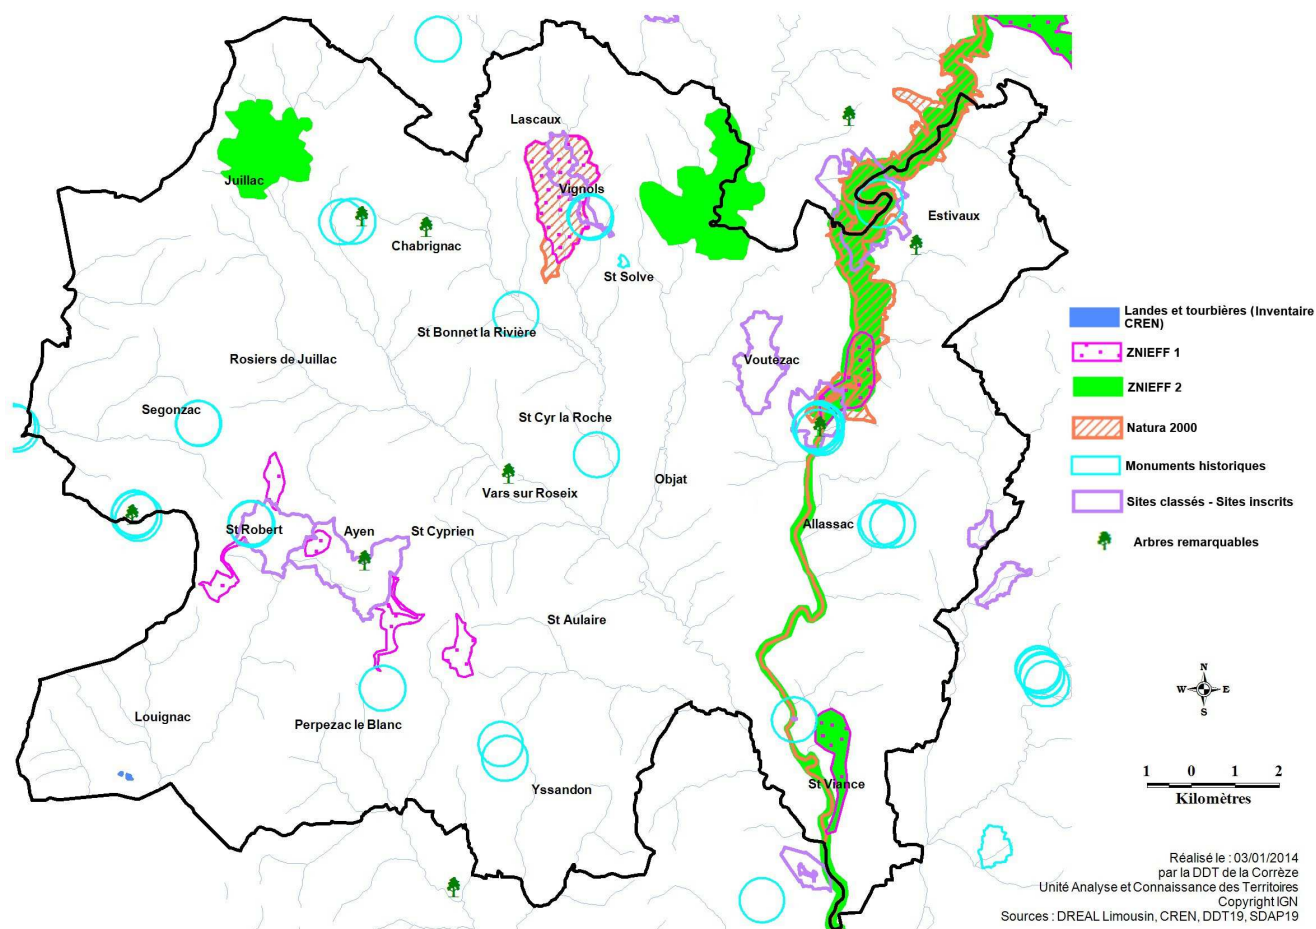 Lascaux
Juillac
Vignols
Estivaux
Chabrignac
St Solve
St Bonnet la Rivière
Rosiers de Juillac
Voutezac
Segonzac
St Cyr la Roche
Objat
Vars sur Roseix
Allassac
St Robert
Ayen
St Cyprien
St Aulaire
Louignac
Perpezac le Blanc
Yssandon
St Viance
Landes et tourbières (Inventaire
CREN)
ZNIEFF 1
ZNIEFF 2
Natura 2000
Monuments historiques
Sites classés - Sites inscrits
Arbres remarquables
N
W E
S
1 0 1 2
Kilomètres
Réalisé le : 03/01/2014
par la DDT de la Corrèze
Unité Analyse et Connaissance des Territoires
Copyright IGN
Sources : DREAL Limousin, CREN, DDT19, SDAP19